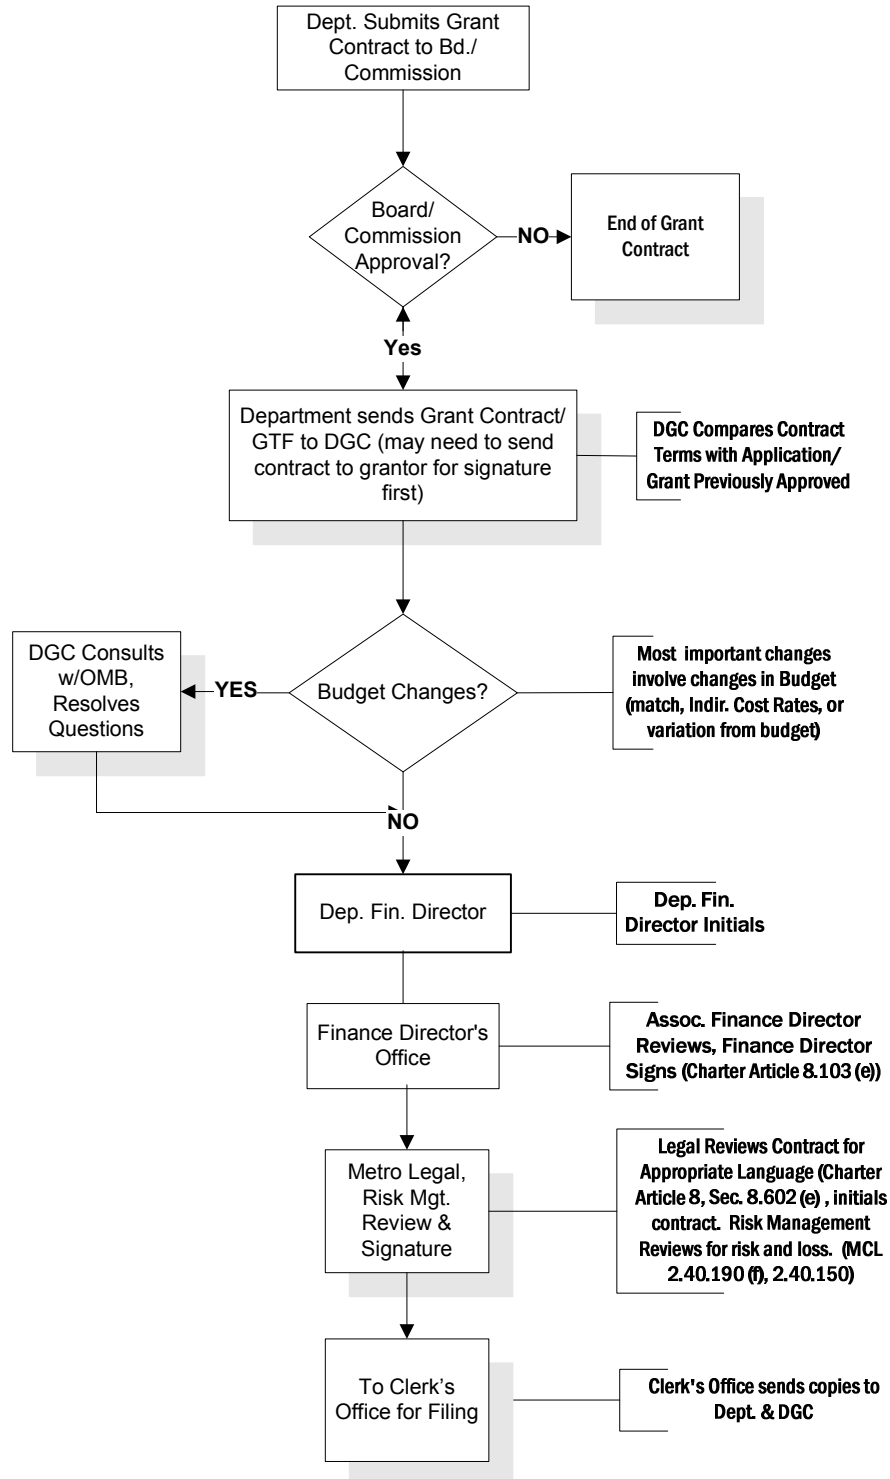 Dept. Submits Grant
Contract to Bd./
Commission
Board/
Commission
Approval?
NO
End of Grant
Contract
Yes
Department sends Grant Contract/
GTF to DGC (may need to send
contract to grantor for signature
first)
DGC Compares Contract
Terms with Application/
Grant Previously Approved
DGC Consults
w/OMB,
Resolves
Questions
YES
Budget Changes?
Most important changes
involve changes in Budget
(match, Indir. Cost Rates, or
variation from budget)
NO
Dep. Fin. Director
Dep. Fin.
Director Initials
Finance Director's
Office
Assoc. Finance Director
Reviews, Finance Director
Signs (Charter Article 8.103 (e))
Metro Legal,
Risk Mgt.
Review &
Signature
Legal Reviews Contract for
Appropriate Language (Charter
Article 8, Sec. 8.602 (e) , initials
contract. Risk Management
Reviews for risk and loss. (MCL
2.40.190 (f), 2.40.150)
To Clerk’s
Office for Filing
Clerk's Office sends copies to
Dept. & DGC